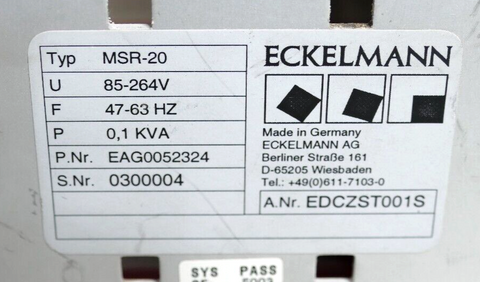 Typ MSR-20
U 85-264V
F 47-63 HZ
P 0,1 KVA
P.Nr. EAG0052324
S.Nr. 0300004
ECKELMANN
Made in Germany
ECKELMANN AG
Berliner Straße 161
D-65205 Wiesbaden
Tel.: +49(0)611-7103-0
A.Nr. EDCZST001S
SYS PASS